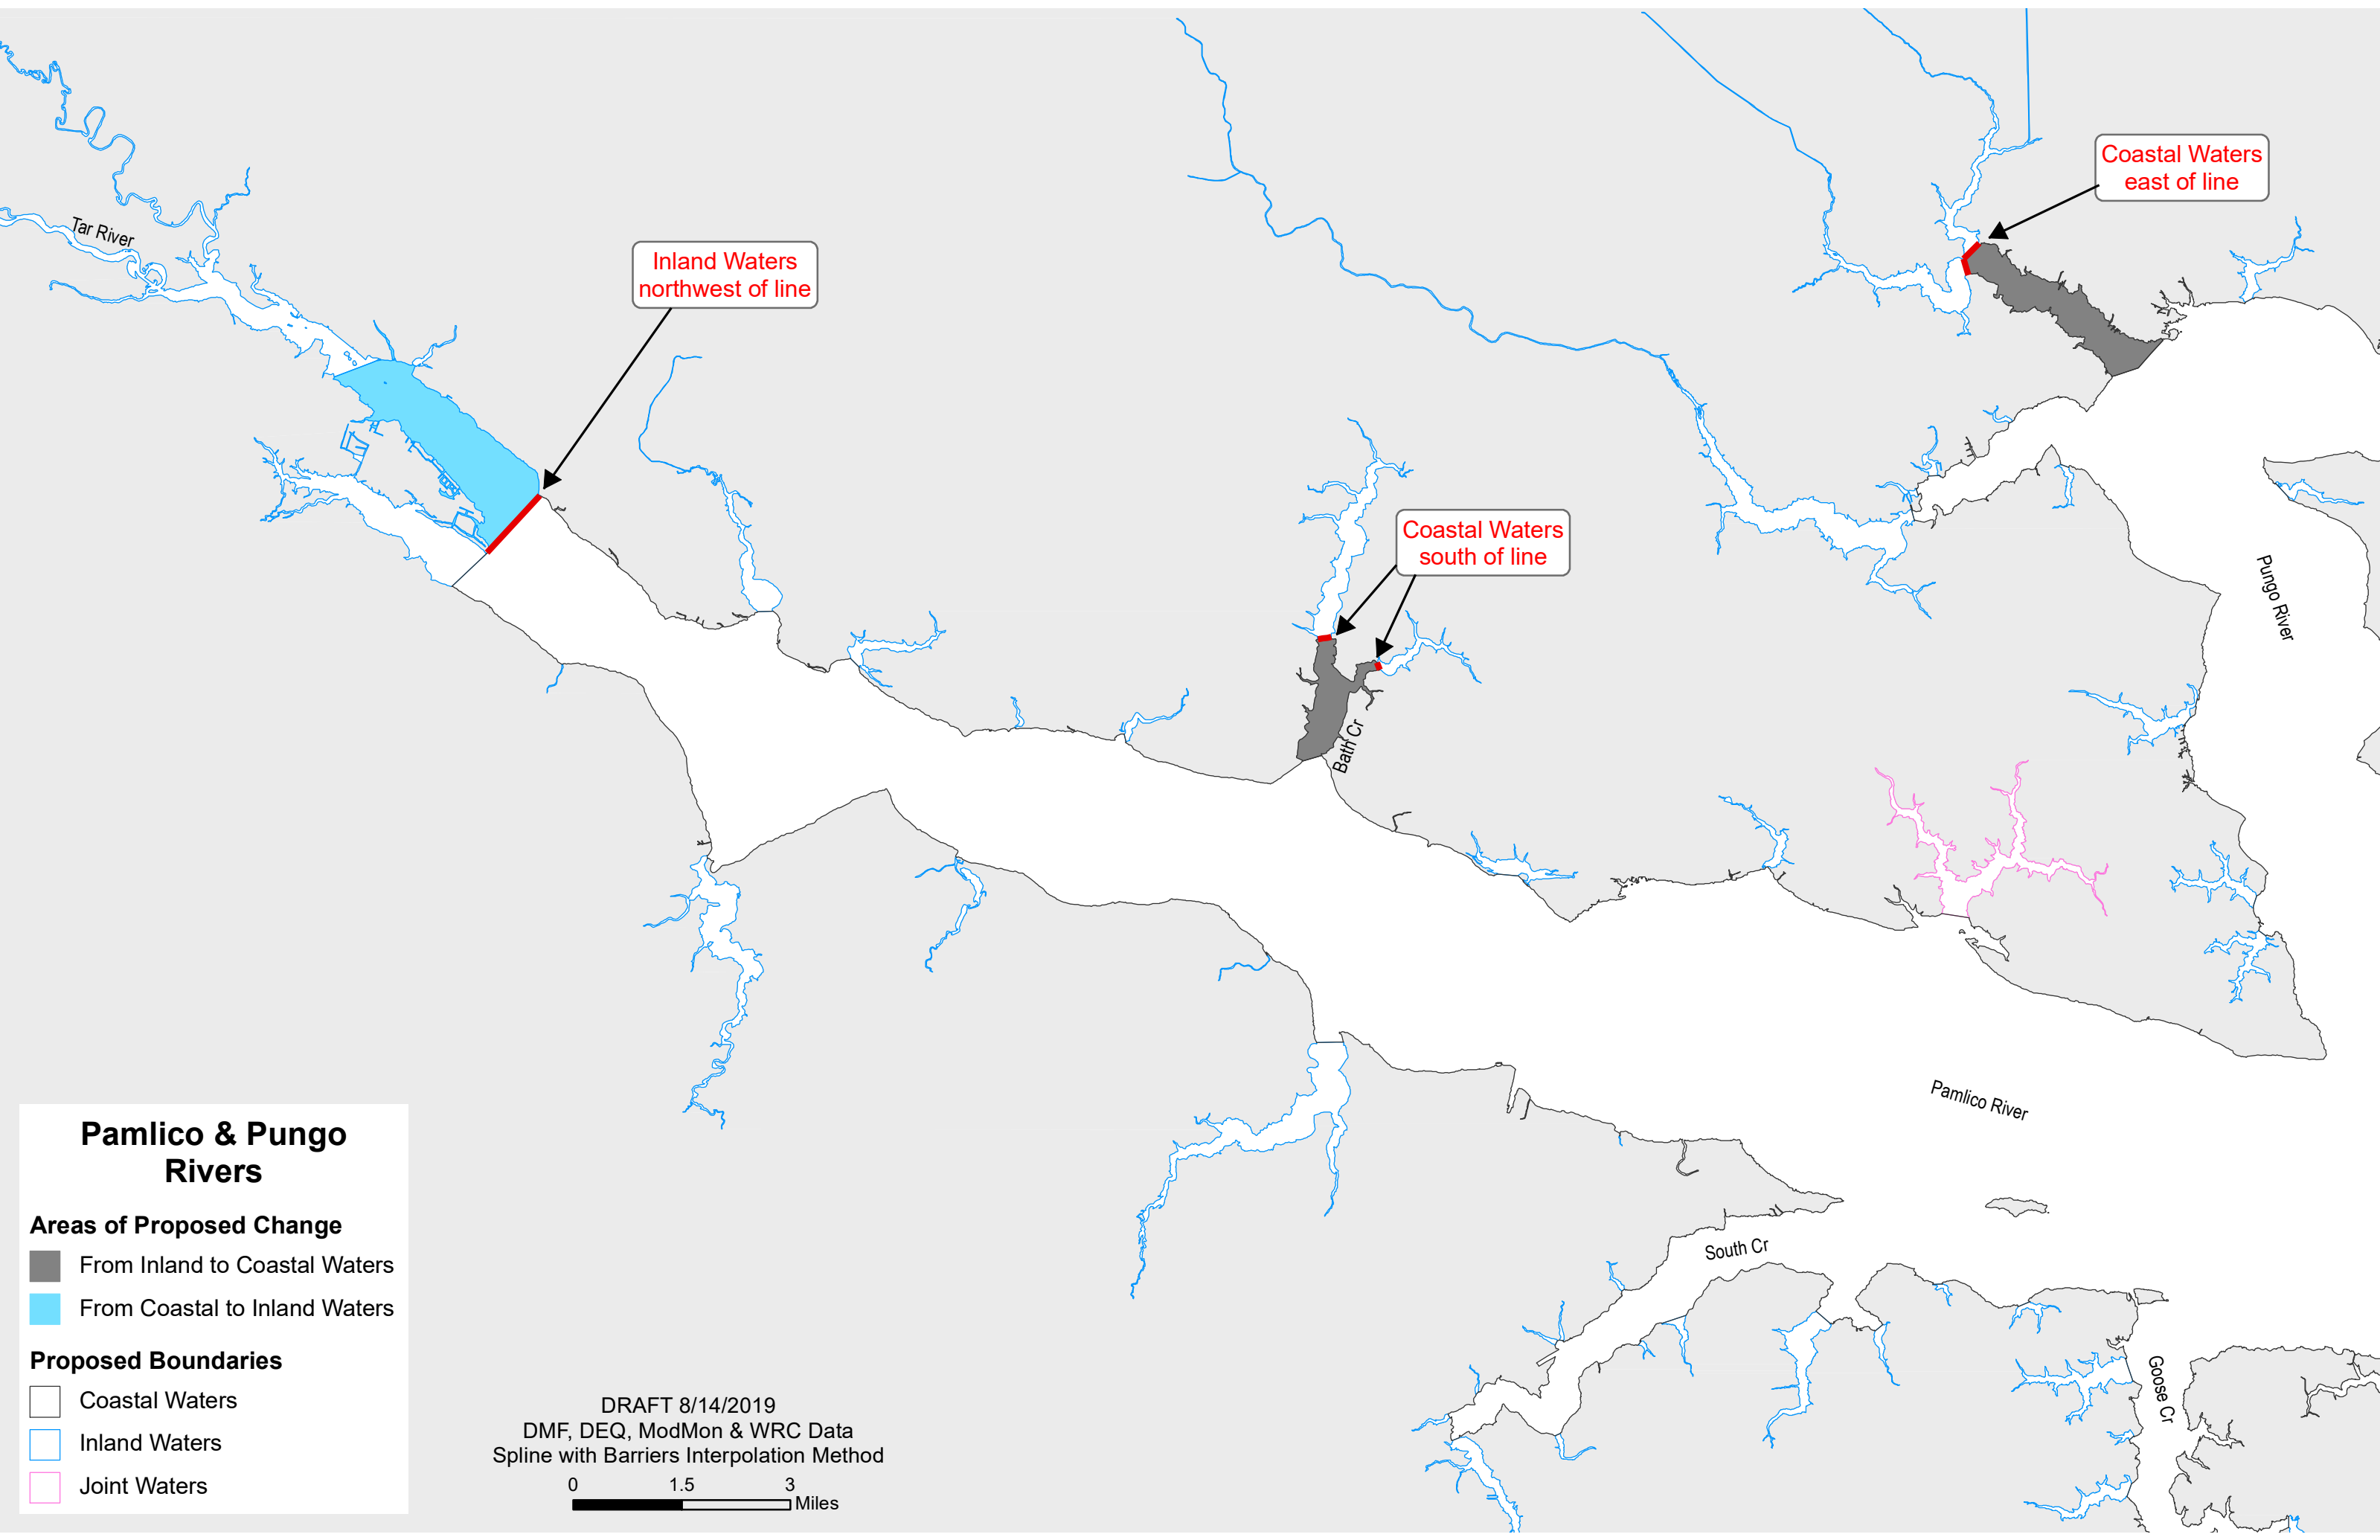 Coastal Waters
east of line
Tar River
Inland Waters
northwest of line
Coastal Waters
south of line
Pungo River
Bath Cr
Pamlico River
South Cr
Goose Cr
Pamlico & Pungo
Rivers
Areas of Proposed Change
From Inland to Coastal Waters
From Coastal to Inland Waters
Proposed Boundaries
Coastal Waters
Inland Waters
Joint Waters
DRAFT 8/14/2019
DMF, DEQ, ModMon & WRC Data
Spline with Barriers Interpolation Method
0 1.5 3
Miles